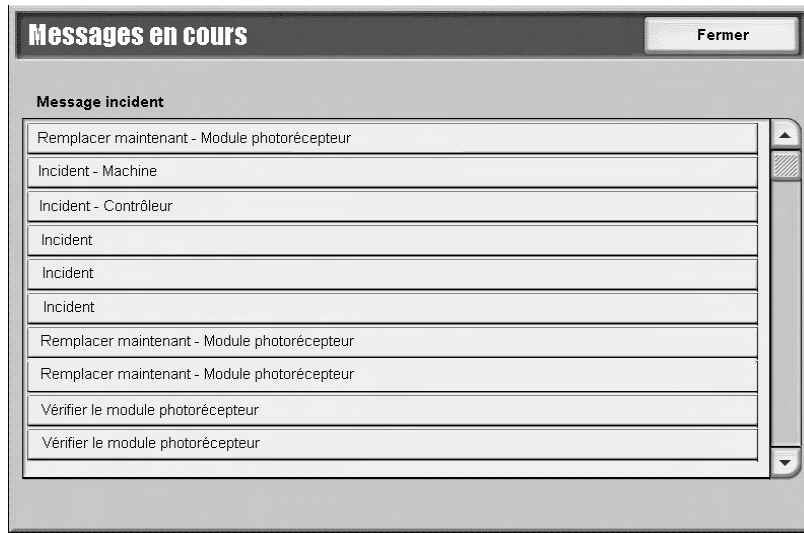 Messages en cours
Fermer
Message incident
Remplacer maintenant - Module photorécepteur
Incident - Machine
Incident - Contrôleur
Incident
Incident
Incident
Remplacer maintenant - Module photorécepteur
Remplacer maintenant - Module photorécepteur
Vérifier le module photorécepteur
Vérifier le module photorécepteur